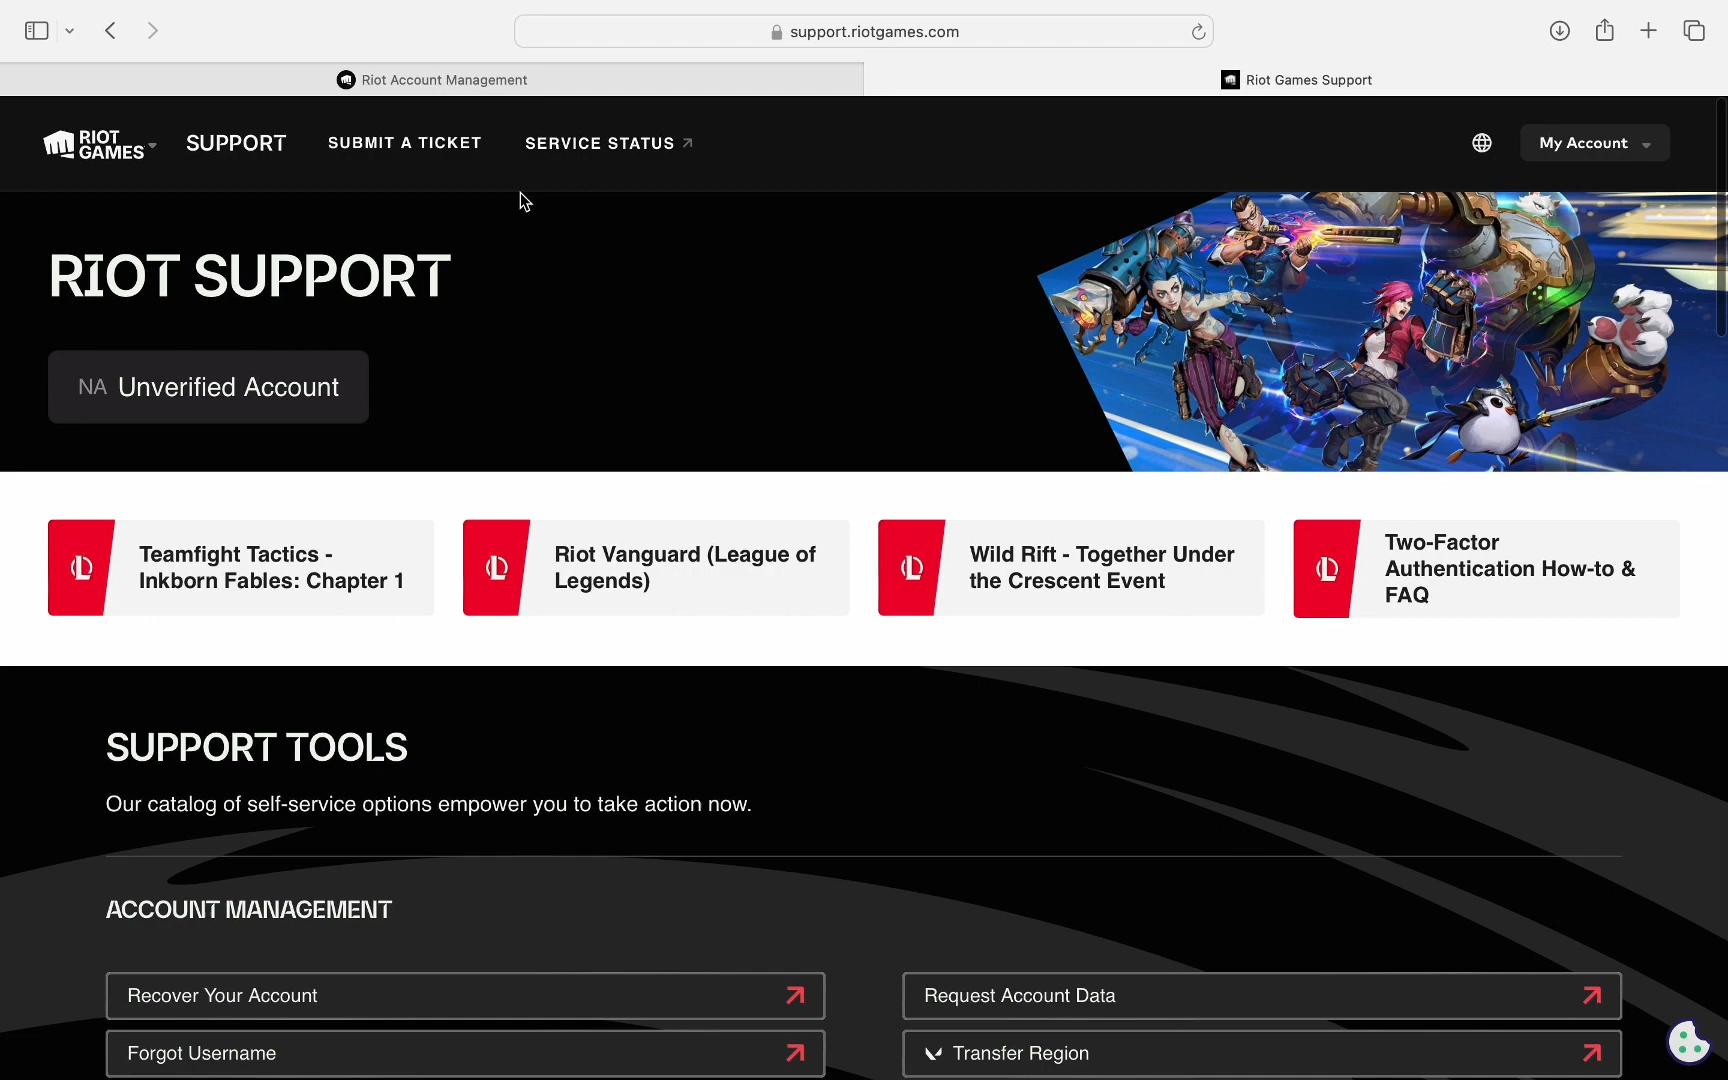 support.riotgames.com
Riot Account Management
Riot Games Support
RIOT
GAMES
SUPPORT
SUBMIT A TICKET
SERVICE STATUS
My Account
RIOT SUPPORT
NA Unverified Account
Teamfight Tactics -
Inkborn Fables: Chapter 1
Riot Vanguard (League of
Legends)
Wild Rift - Together Under
the Crescent Event
Two-Factor
Authentication How-to &
FAQ
SUPPORT TOOLS
Our catalog of self-service options empower you to take action now.
ACCOUNT MANAGEMENT
Recover Your Account
Request Account Data
Forgot Username
Transfer Region